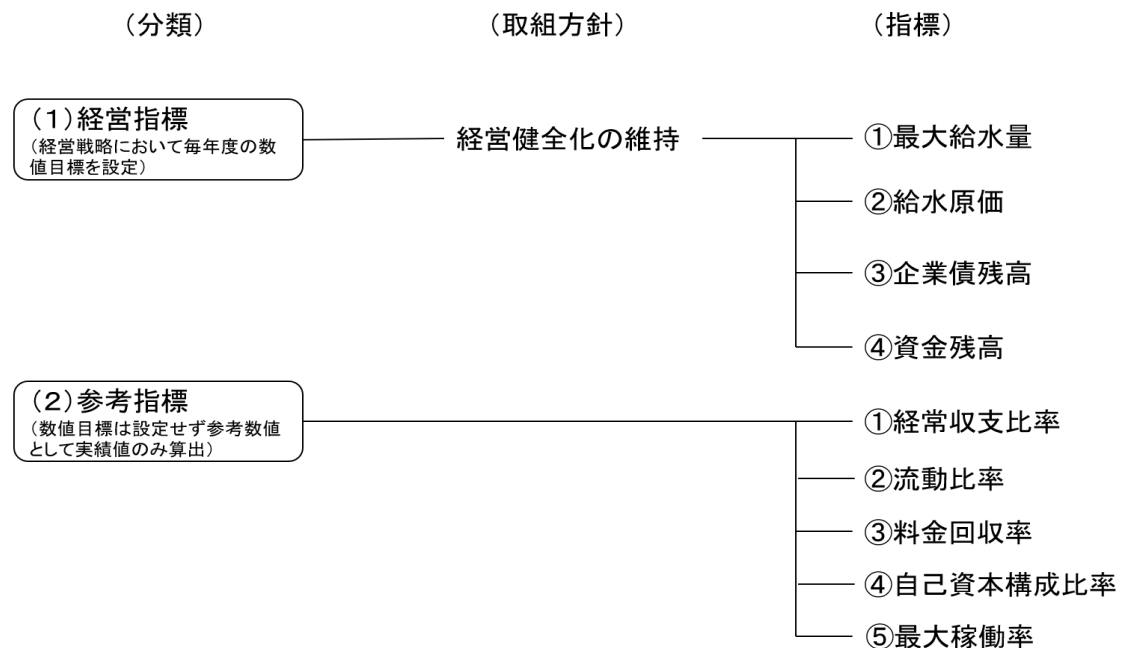 （分類）
（取組方針）
（指標）
（１）経営指標
（経営戦略において毎年度の数
値目標を設定）
経営健全化の維持
①最大給水量
②給水原価
③企業債残高
④資金残高
（２）参考指標
（数値目標は設定せず参考数値
として実績値のみ算出）
①経常収支比率
②流動比率
③料金回収率
④自己資本構成比率
⑤最大稼働率